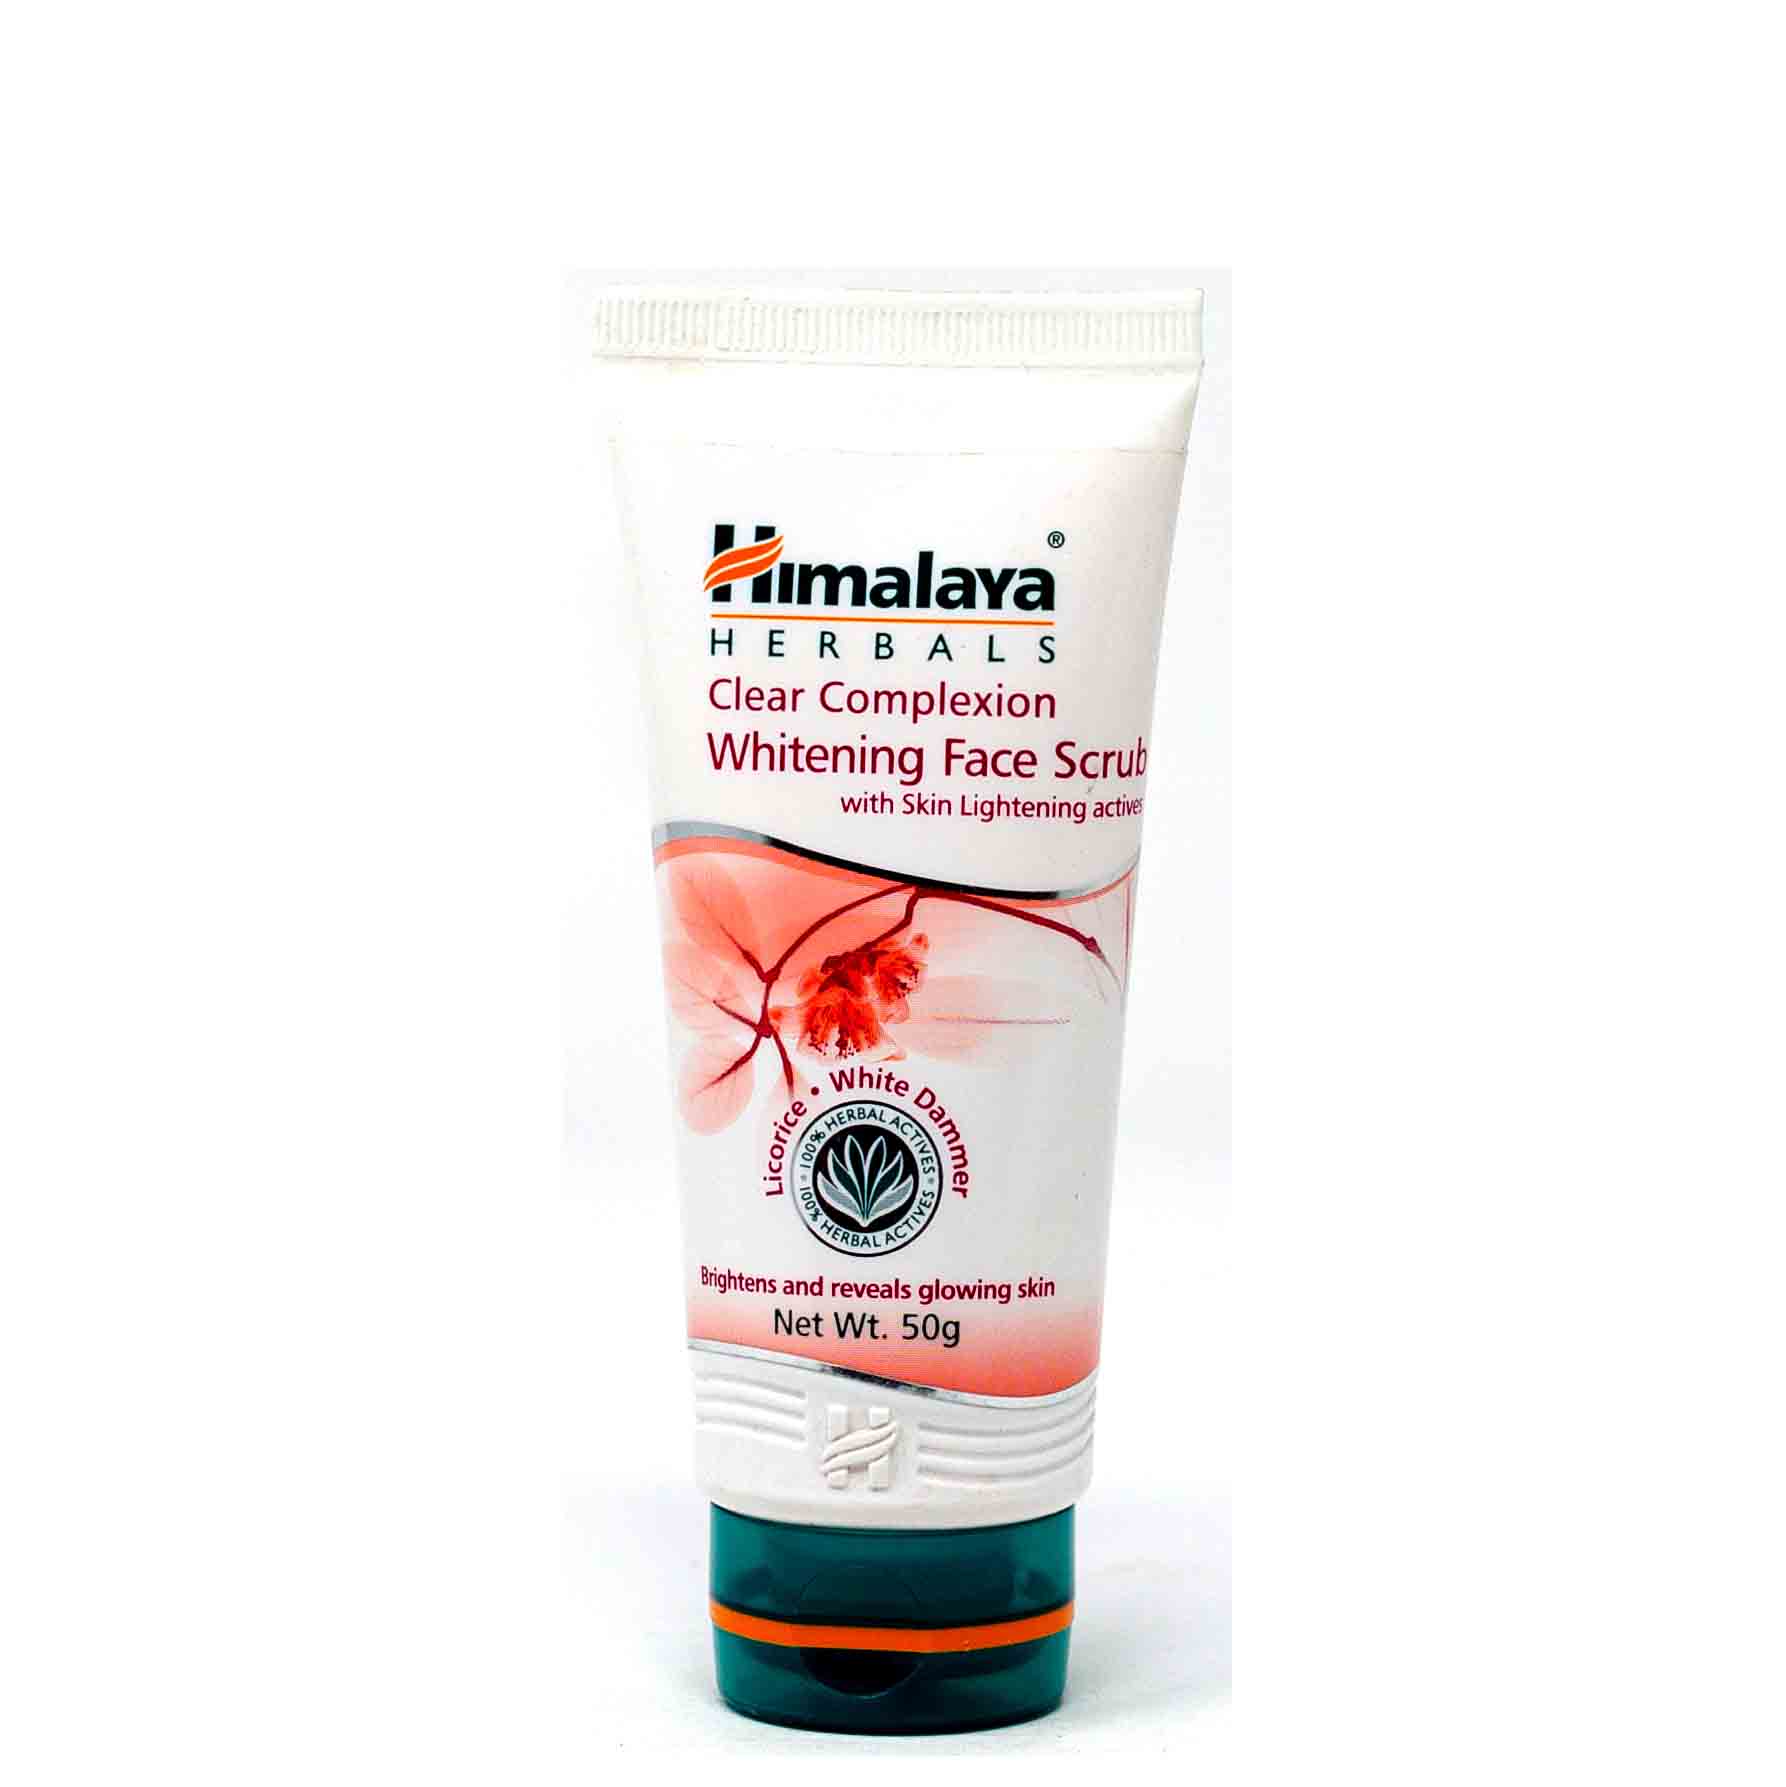 Himalaya®
HERBALS
Clear Complexion
Whitening Face Scrub
with Skin Lightening actives
Licorice • White Dammer
100% HERBAL ACTIVES
100% HERBAL ACTIVES
Brightens and reveals glowing skin
Net Wt. 50g
H